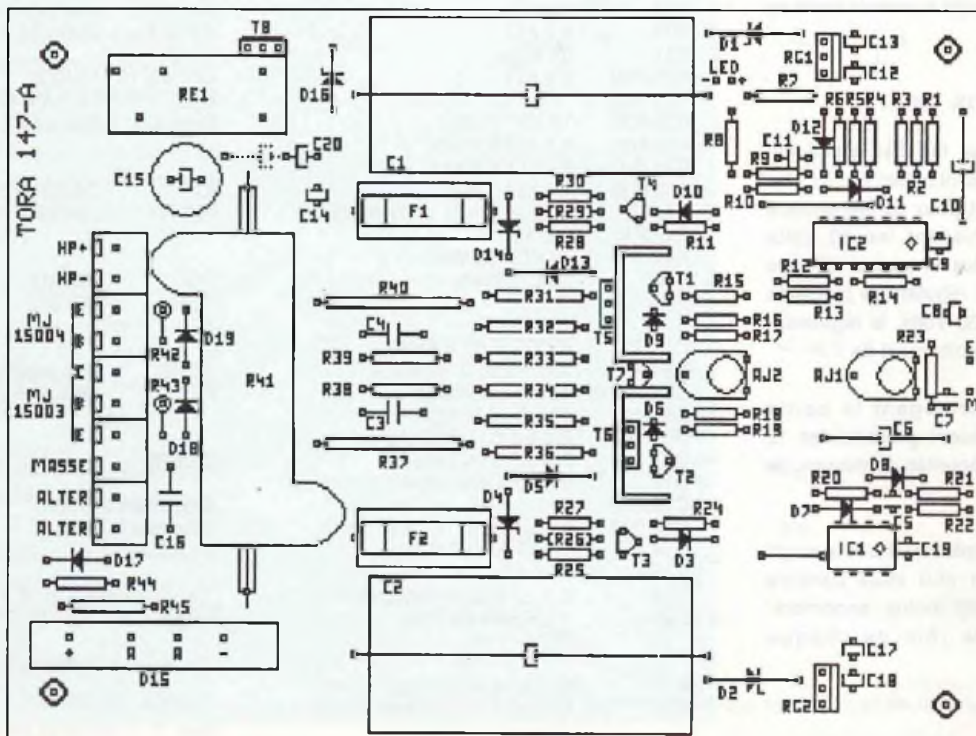 TORA 147-A
T8
RE1
D16
C1
D1
LED
- +
R7
RC1
C13
C12
R8
R6 R5 R4 R3 R1
D12
C11
R9
R10
D11
R2
C10
C15
C20
C14
F1
R30
(R29)
R28
T4
D10
R11
D14
D13
IC2
C9
HP+
HP-
MJ
15004
E
B
MJ
15003
B
E
MASSE
ALTER
ALTER
R42
R43
D19
D18
R41
R40
C4
R39
R38
C3
R37
R31
R32
R33
R34
R35
R36
T5
T1
D9
T7
T6
T2
D5
R15
R16
R17
AJ2
R18
R19
R12
R13
R14
C8
R23
E
M
AJ1
C7
C6
D4
F2
R27
(R26)
R25
T3
R24
D3
D8
R20
D7
C5
R21
R22
IC1
C19
C16
D17
R44
R45
+ A A -
D15
C2
D2
RC2
C17
C18